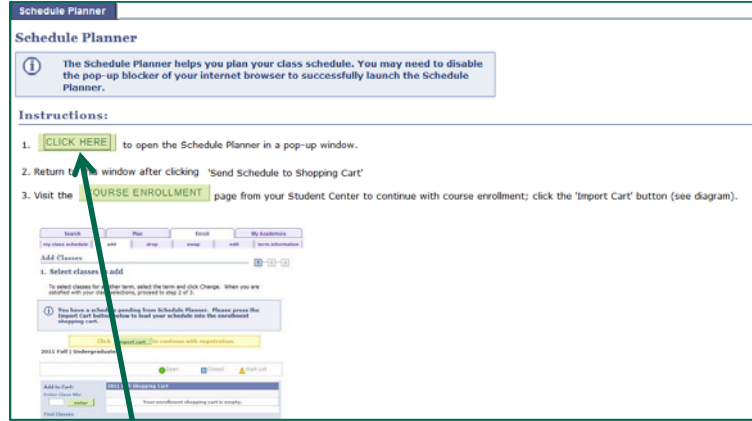 Schedule Planner
Schedule Planner
The Schedule Planner helps you plan your class schedule. You may need to disable
the pop-up blocker of your internet browser to successfully launch the Schedule
Planner.
Instructions:
1. CLICK HERE to open the Schedule Planner in a pop-up window.
2. Return to this window after clicking 'Send Schedule to Shopping Cart'
3. Visit the COURSE ENROLLMENT page from your Student Center to continue with course enrollment; click the 'Import Cart' button (see diagram).
Search Plan Enroll My Academics
my class schedule add drop swap edit term information
Add Classes
1 2 3
1. Select classes to add
To select classes for another term, select the term and click Change. When you are
satisfied with your class selections, proceed to step 2 of 3.
You have a schedule pending from Schedule Planner. Please press the
Import Cart button below to load your schedule into the enrollment
shopping cart.
Click import cart to continue with registration.
2011 Fall | Undergraduate
Open Closed Wait List
Add to Cart: 2011 Fall Shopping Cart
Enter Class Nbr
enter Your enrollment shopping cart is empty.
Find Classes